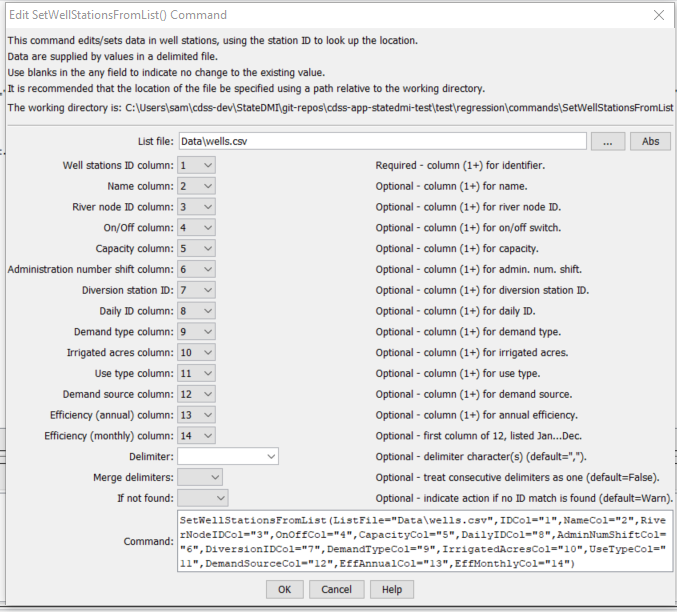 Edit SetWellStationsFromList() Command
This command edits/sets data in well stations, using the station ID to look up the location.
Data are supplied by values in a delimited file.
Use blanks in the any field to indicate no change to the existing value.
It is recommended that the location of the file be specified using a path relative to the working directory.
The working directory is: C:\Users\sam\cdss-dev\StateDMI\git-repos\cdss-app-statedmi-test\test\regression\commands\SetWellStationsFromList
List file: Data\wells.csv ... Abs
Well stations ID column: 1 Required - column (1+) for identifier.
Name column: 2 Optional - column (1+) for name.
River node ID column: 3 Optional - column (1+) for river node ID.
On/Off column: 4 Optional - column (1+) for on/off switch.
Capacity column: 5 Optional - column (1+) for capacity.
Administration number shift column: 6 Optional - column (1+) for admin. num. shift.
Diversion station ID: 7 Optional - column (1+) for diversion station ID.
Daily ID column: 8 Optional - column (1+) for daily ID.
Demand type column: 9 Optional - column (1+) for demand type.
Irrigated acres column: 10 Optional - column (1+) for irrigated acres.
Use type column: 11 Optional - column (1+) for use type.
Demand source column: 12 Optional - column (1+) for demand source.
Efficiency (annual) column: 13 Optional - column (1+) for annual efficiency.
Efficiency (monthly) column: 14 Optional - first column of 12, listed Jan...Dec.
Delimiter: Optional - delimiter character(s) (default=",").
Merge delimiters: Optional - treat consecutive delimiters as one (default=False).
If not found: Optional - indicate action if no ID match is found (default=Warn).
Command: SetWellStationsFromList(ListFile="Data\wells.csv",IDCol="1",NameCol="2",Rive
rNodeIDCol="3",OnOffCol="4",CapacityCol="5",DailyIDCol="8",AdminNumShiftCol=
"6",DiversionIDCol="7",DemandTypeCol="9",IrrigatedAcresCol="10",UseTypeCol="
11",DemandSourceCol="12",EffAnnualCol="13",EffMonthlyCol="14")
OK Cancel Help